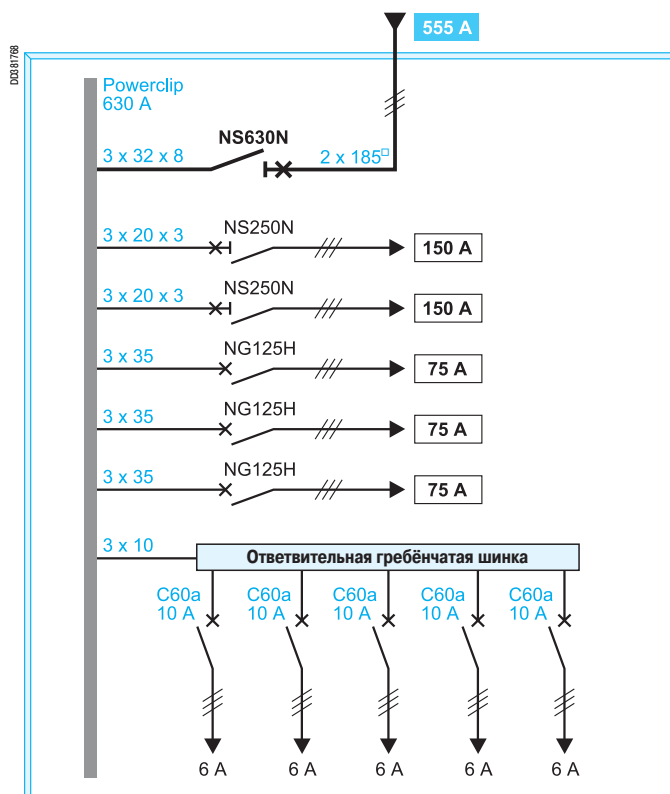 555 A
D0381768
Powerclip
630 A
NS630N
3 x 32 x 8
2 x 185□
NS250N
3 x 20 x 3
150 A
NS250N
3 x 20 x 3
150 A
NG125H
3 x 35
75 A
NG125H
3 x 35
75 A
NG125H
3 x 35
75 A
3 x 10
Ответвительная гребёнчатая шинка
C60a C60a C60a C60a C60a
10 A 10 A 10 A 10 A 10 A
6 A 6 A 6 A 6 A 6 A